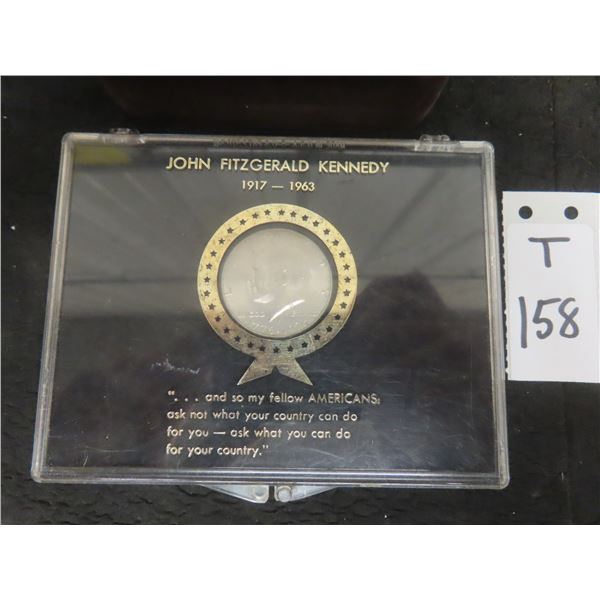 JOHN FITZGERALD KENNEDY
1917 — 1963
". . . and so my fellow AMERICANS:
ask not what your country can do
for you — ask what you can do
for your country."
T
158